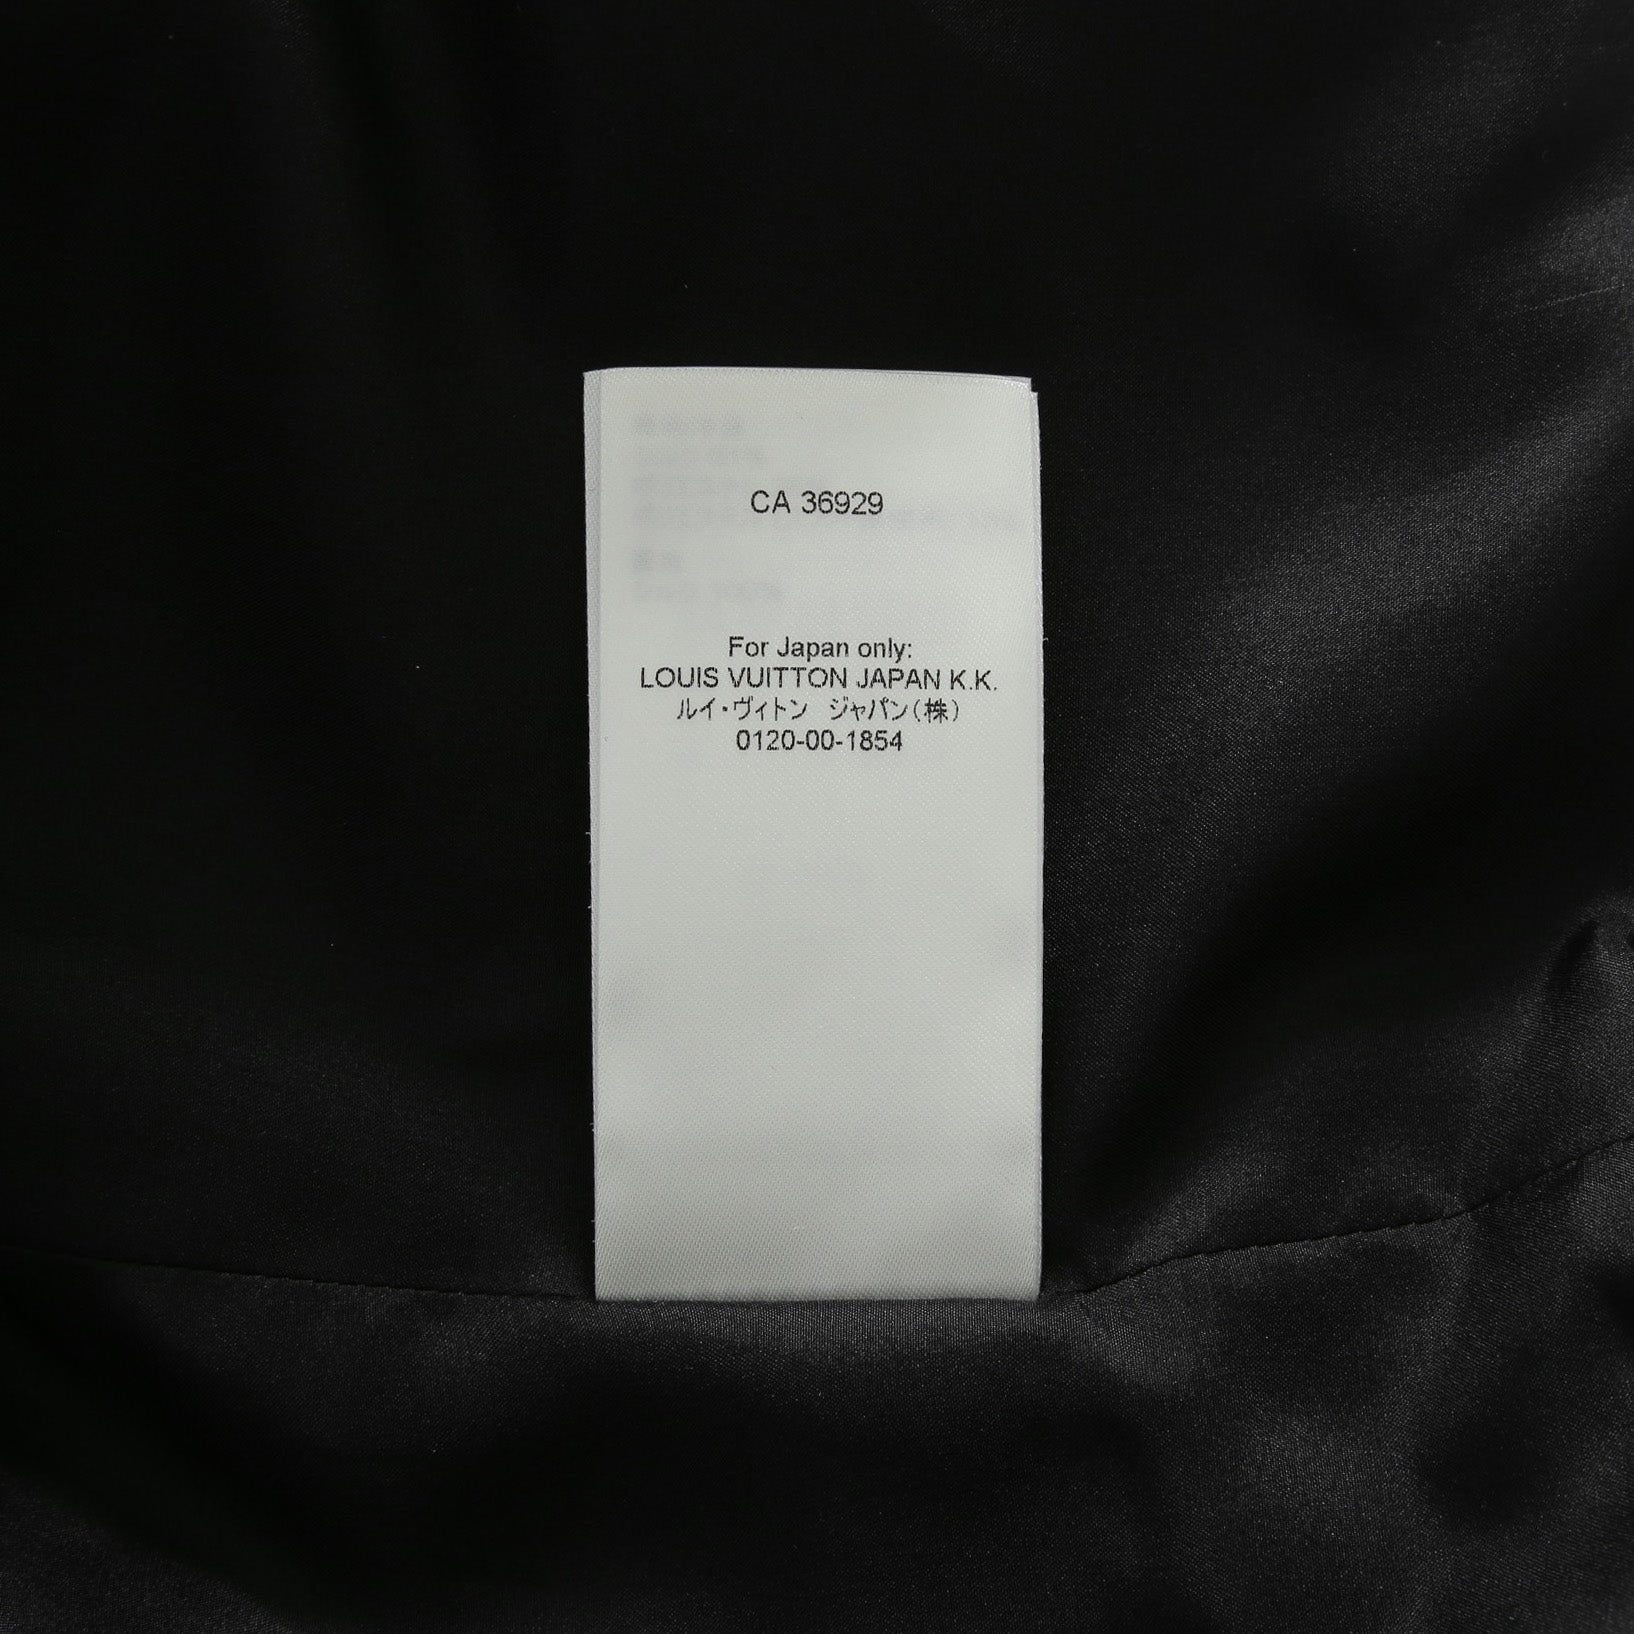 CA 36929
For Japan only:
LOUIS VUITTON JAPAN K.K.
ルイ・ヴィトン ジャパン(株)
0120-00-1854